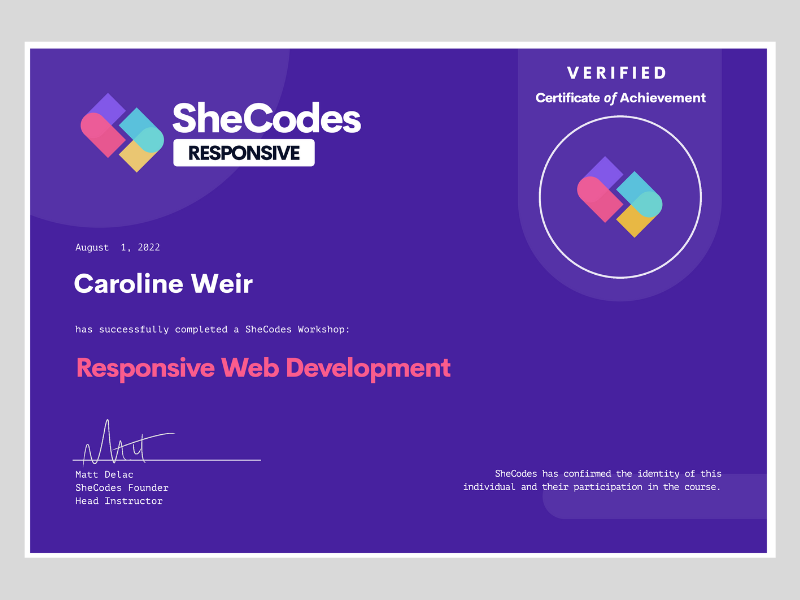 SheCodes
RESPONSIVE
VERIFIED
Certificate of Achievement
August 1, 2022
Caroline Weir
has successfully completed a SheCodes Workshop:
Responsive Web Development
Matt Delac
SheCodes Founder
Head Instructor
SheCodes has confirmed the identity of this
individual and their participation in the course.